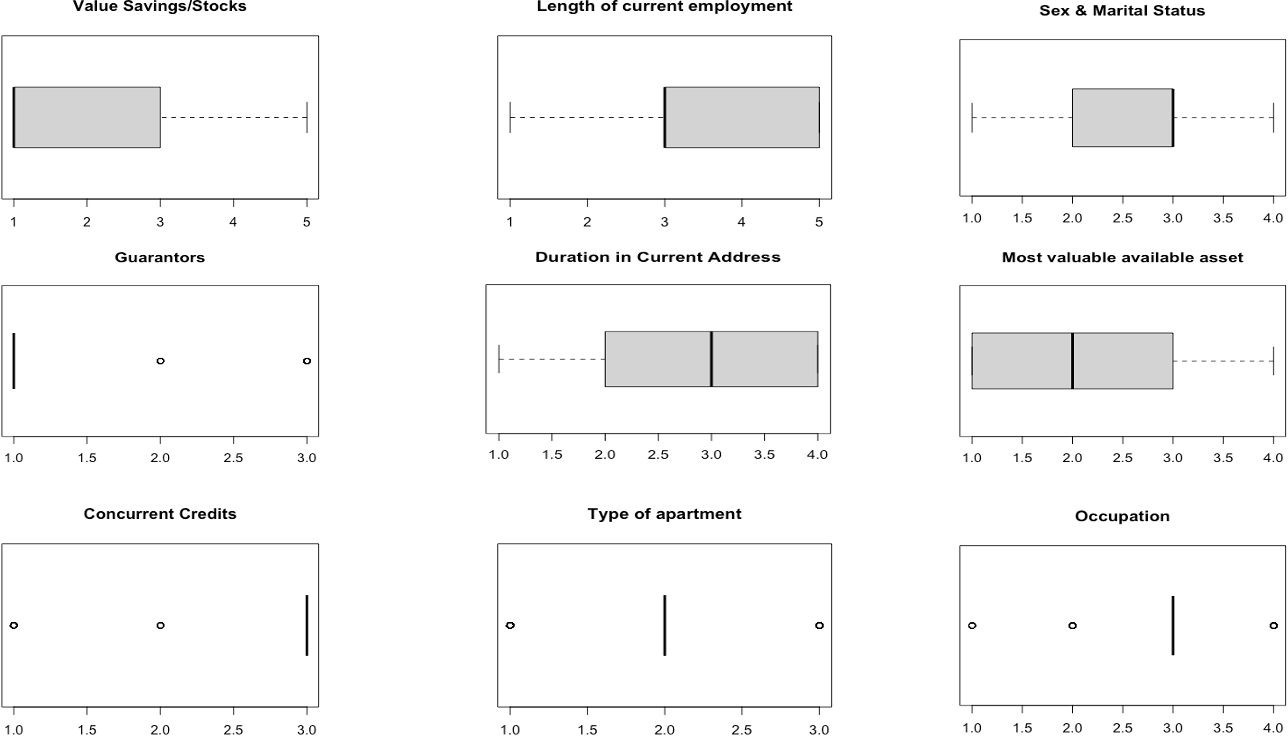 Value Savings/Stocks
Length of current employment
Sex & Marital Status
1 2 3 4 5
1 2 3 4 5
1.0 1.5 2.0 2.5 3.0 3.5 4.0
Guarantors
Duration in Current Address
Most valuable available asset
1.0 1.5 2.0 2.5 3.0
1.0 1.5 2.0 2.5 3.0 3.5 4.0
1.0 1.5 2.0 2.5 3.0 3.5 4.0
Concurrent Credits
Type of apartment
Occupation
1.0 1.5 2.0 2.5 3.0
1.0 1.5 2.0 2.5 3.0
1.0 1.5 2.0 2.5 3.0 3.5 4.0